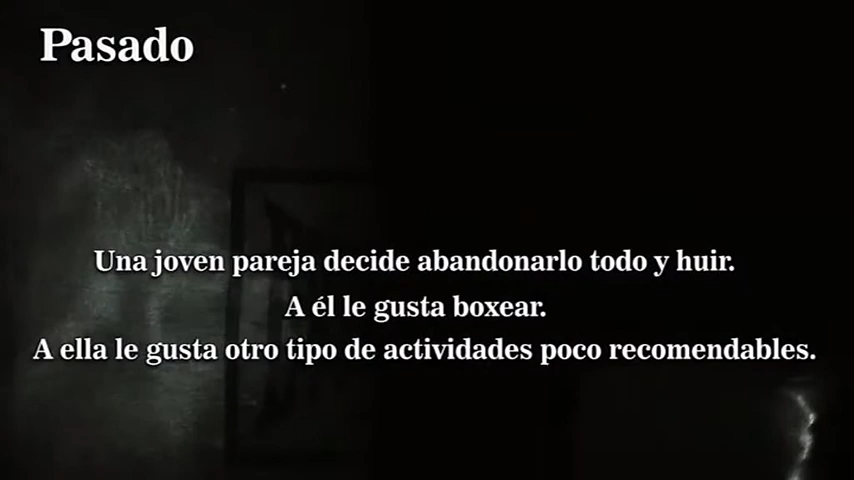 Pasado
Una joven pareja decide abandonarlo todo y huir.
A él le gusta boxear.
A ella le gusta otro tipo de actividades poco recomendables.